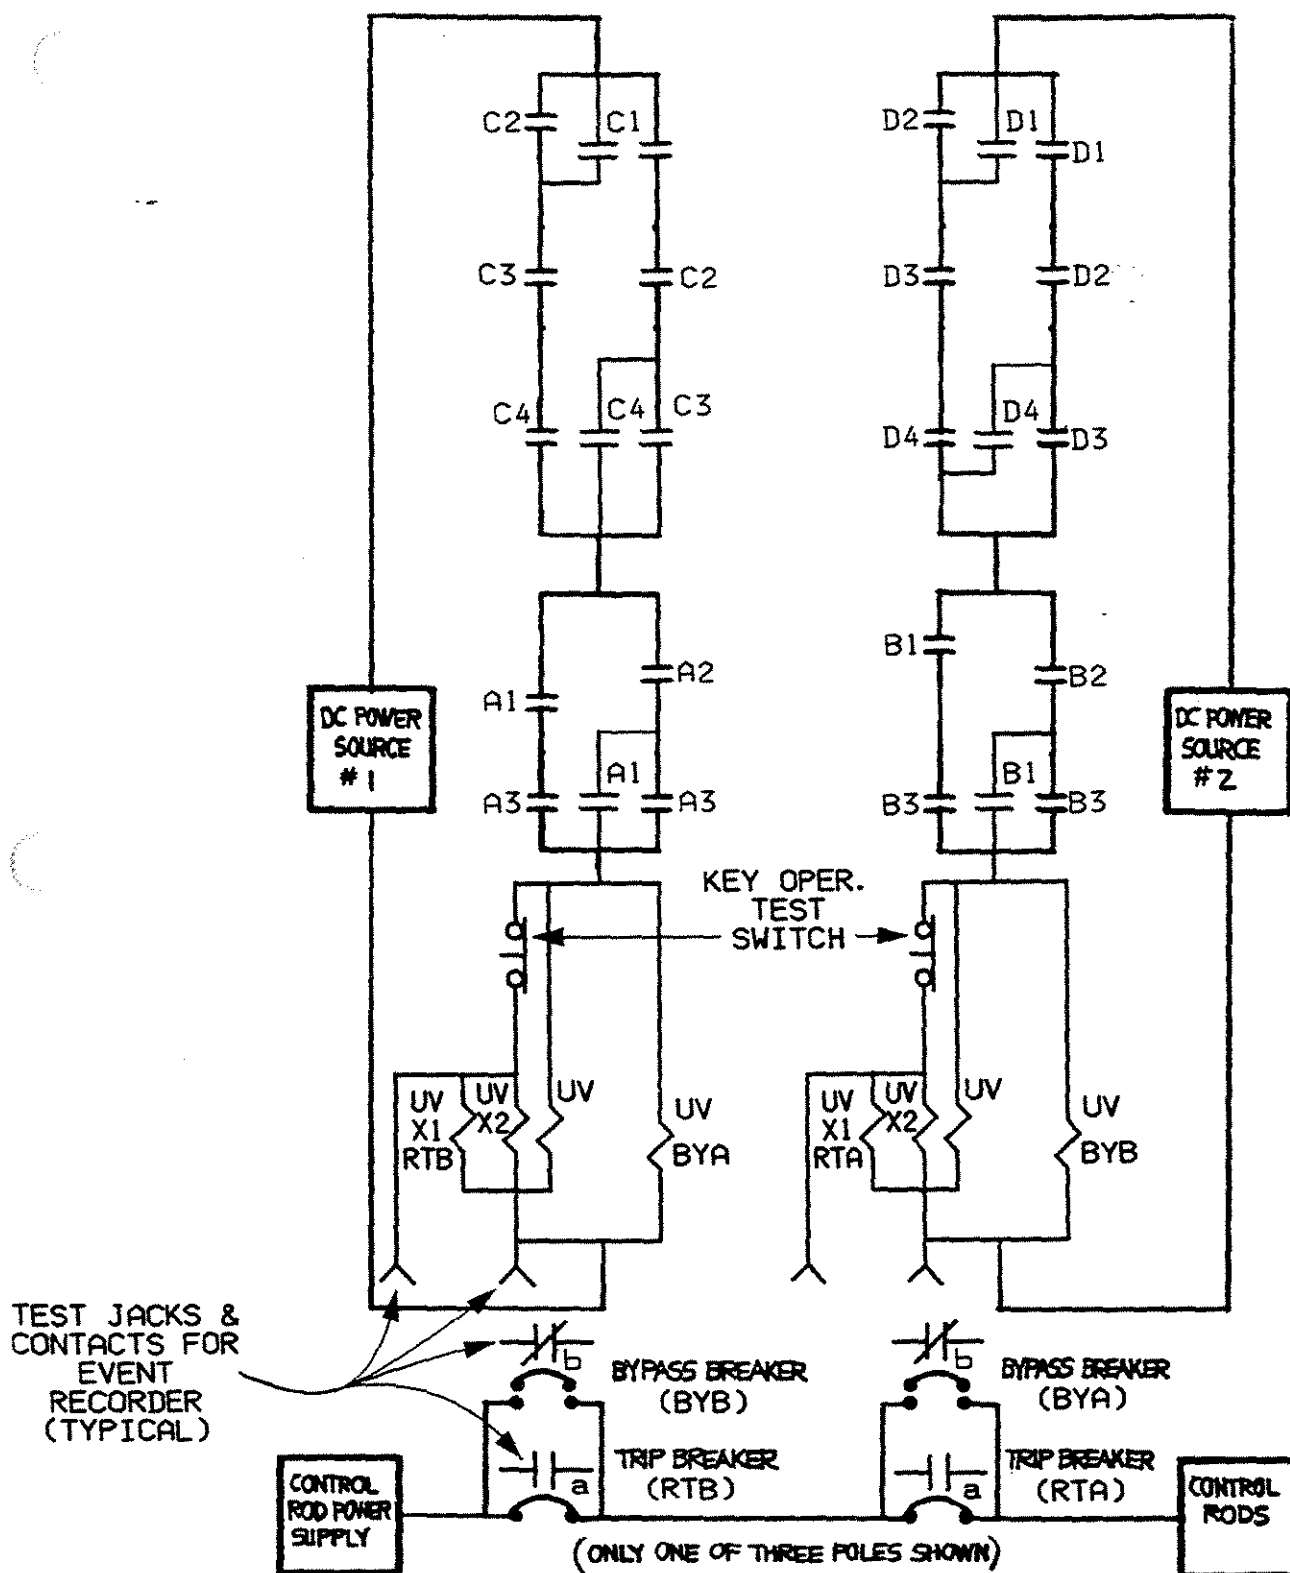 C2
C1
D2
D1
D1
C3
C2
D3
D2
C4
C4
C3
D4
D4
D3
A1
A2
B1
B2
DC POWER
SOURCE
#1
DC POWER
SOURCE
#2
A3
A1
A3
B3
B1
B3
KEY OPER.
TEST
SWITCH
UV
X1
RTB
UV
X2
UV
UV
BYA
UV
X1
RTA
UV
X2
UV
UV
BYB
TEST JACKS &
CONTACTS FOR
EVENT
RECORDER
(TYPICAL)
b
BYPASS BREAKER
(BYB)
b
BYPASS BREAKER
(BYA)
a
TRIP BREAKER
(RTB)
a
TRIP BREAKER
(RTA)
CONTROL
ROD POWER
SUPPLY
CONTROL
RODS
(ONLY ONE OF THREE POLES SHOWN)